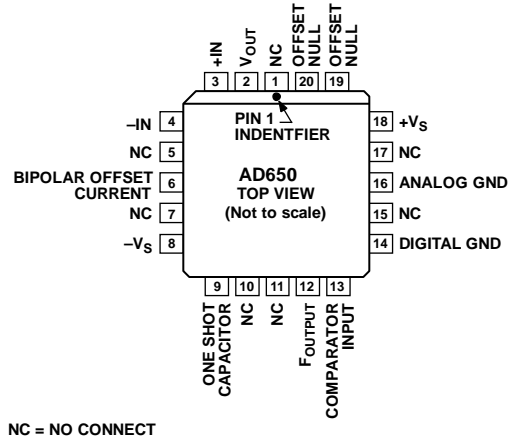 +IN
VOUT
NC
OFFSET
NULL
OFFSET
NULL
3
2
1
20
19
PIN 1
INDENTFIER
–IN 4
NC 5
BIPOLAR OFFSET
CURRENT 6
NC 7
–VS 8
AD650
TOP VIEW
(Not to scale)
18 +VS
17 NC
16 ANALOG GND
15 NC
14 DIGITAL GND
9
10
11
12
13
ONE SHOT
CAPACITOR
NC
NC
FOUTPUT
COMPARATOR
INPUT
NC = NO CONNECT